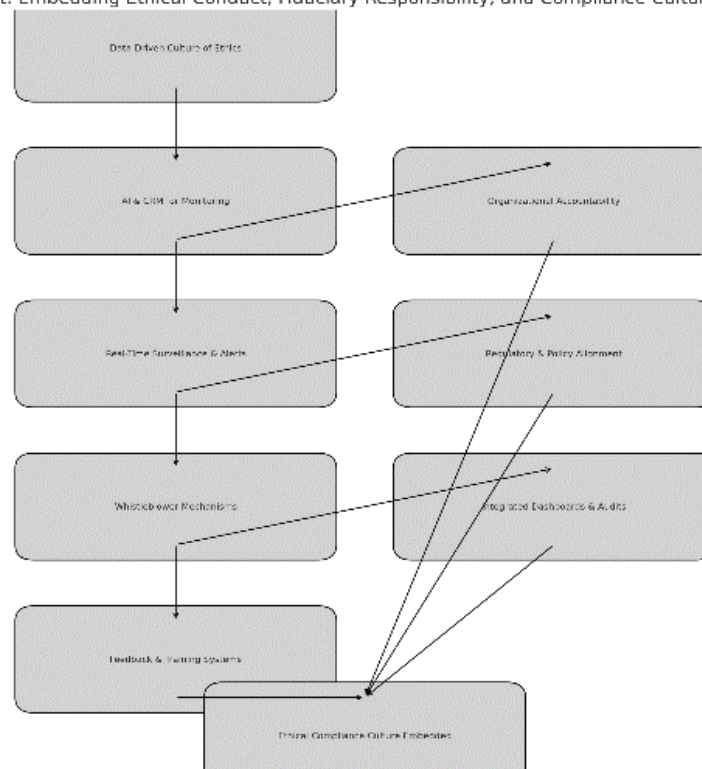 t. Embedding Ethical Conduct, Fiduciary Responsibility, and Compliance Cultur
Data-Driven Culture of Ethics
AI & CRM for Monitoring
Organizational Accountability
Real-Time Surveillance & Alerts
Regulatory & Policy Alignment
Whistleblower Mechanisms
Integrated Dashboards & Audits
Feedback & Training Systems
Ethical Compliance Culture Embedded